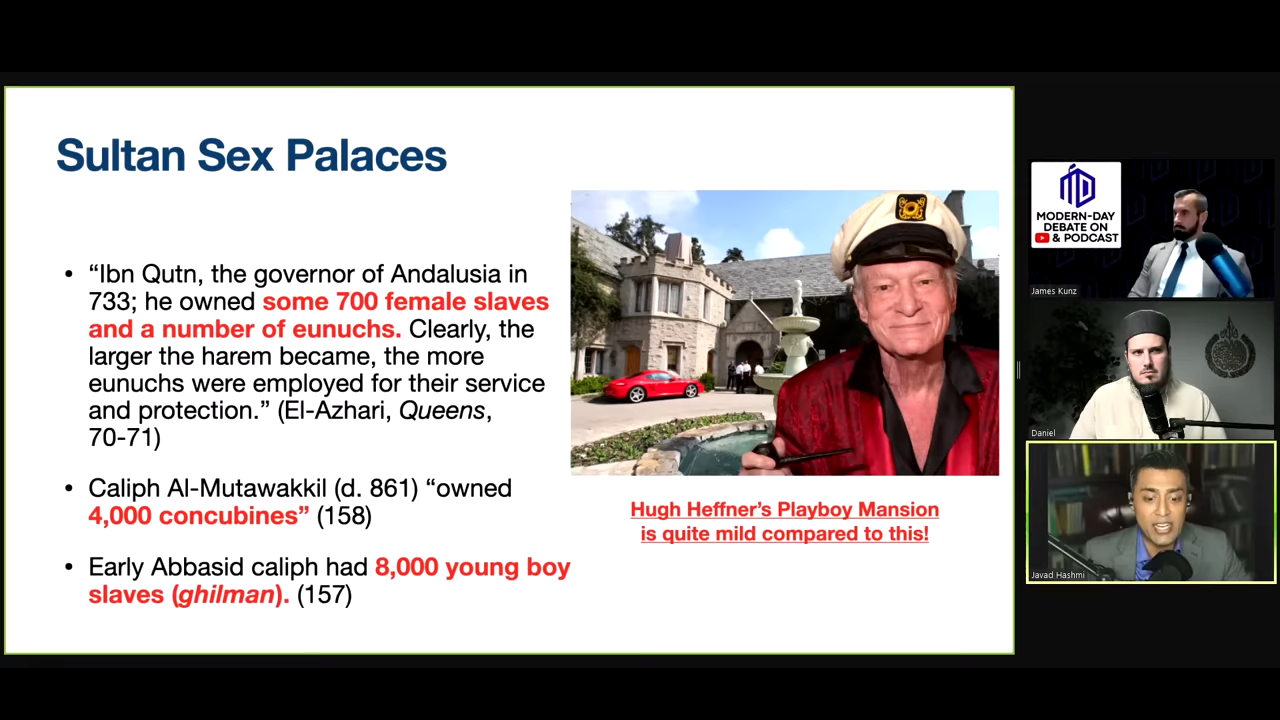 Sultan Sex Palaces
• “Ibn Qutn, the governor of Andalusia in
733; he owned some 700 female slaves
and a number of eunuchs. Clearly, the
larger the harem became, the more
eunuchs were employed for their service
and protection.” (El-Azhari, Queens,
70-71)
• Caliph Al-Mutawakkil (d. 861) “owned
4,000 concubines” (158)
• Early Abbasid caliph had 8,000 young boy
slaves (ghilman). (157)
Hugh Heffner’s Playboy Mansion
is quite mild compared to this!
MODERN-DAY
DEBATE ON
& PODCAST
James Kunz
Daniel
Javad Hashmi